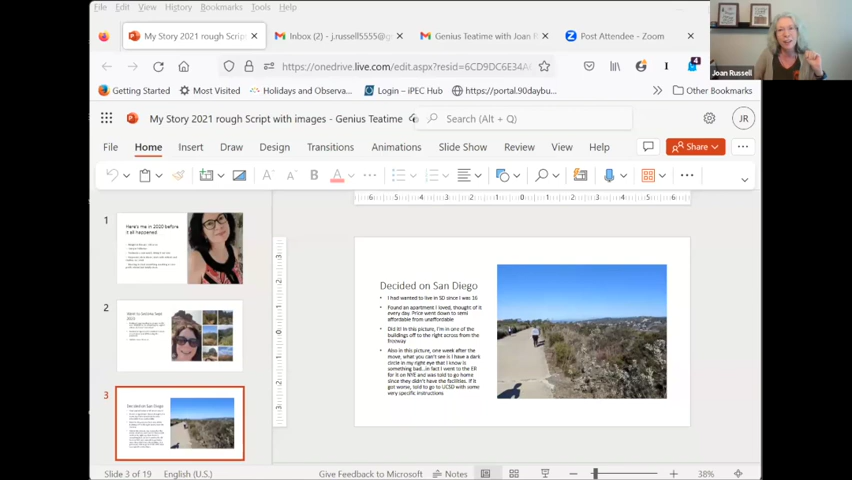 File Edit View History Bookmarks Tools Help
My Story 2021 rough Scrip
Inbox (2) - j.russell5555@g
Genius Teatime with Joan R
Post Attendee - Zoom
https://onedrive.live.com/edit.aspx?resid=6CD9DC6E34A
4
Joan Russell
Getting Started
Most Visited
Holidays and Observa...
Login – iPEC Hub
https://portal.90daybu...
Other Bookmarks
My Story 2021 rough Script with images - Genius Teatime
Search (Alt + Q)
JR
File Home Insert Draw Design Transitions Animations Slide Show Review View Help
Share
1
Here's me in 2020 before
it all happened
2
3
Decided on San Diego
Decided on San Diego
• I had wanted to live in SD since I was 16
• Found an apartment I loved, thought of it
every day. Price went down to semi
affordable from unaffordable
• Did it! In this picture, I'm in one of the
buildings off to the right across from the
freeway
• Also in this picture, one week after the
move, what you can't see is I have a dark
circle in my right eye that I know is
something bad...in fact I went to the ER
for it on NYE and was told to go home
since they didn't have the facilities. If it
got worse, told to go to UCSD with some
very specific instructions
Slide 3 of 19
English (U.S.)
Give Feedback to Microsoft
Notes
38%